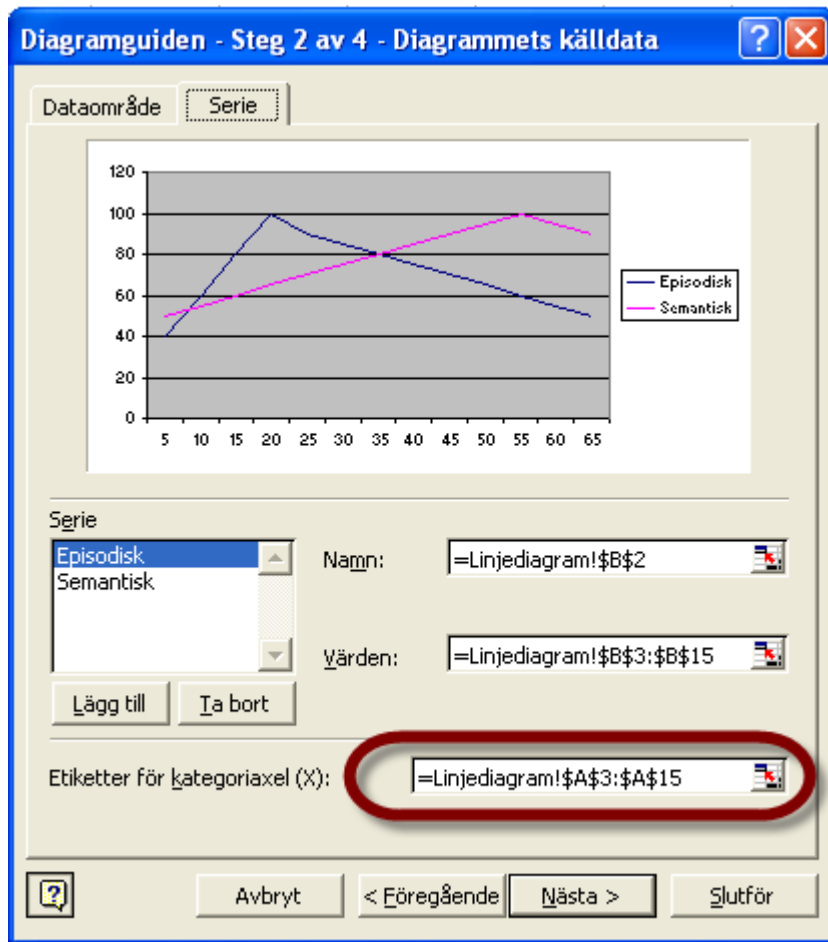 Diagramguiden - Steg 2 av 4 - Diagrammets källdata
Dataområde Serie
120
100
80
60
40
20
0
5 10 15 20 25 30 35 40 45 50 55 60 65
Episodisk
Semantisk
Serie
Episodisk
Semantisk
Namn: =Linjediagram!$B$2
Värden: =Linjediagram!$B$3:$B$15
Lägg till Ta bort
Etiketter för kategoriaxel (X): =Linjediagram!$A$3:$A$15
Avbryt < Föregående Nästa > Slutför